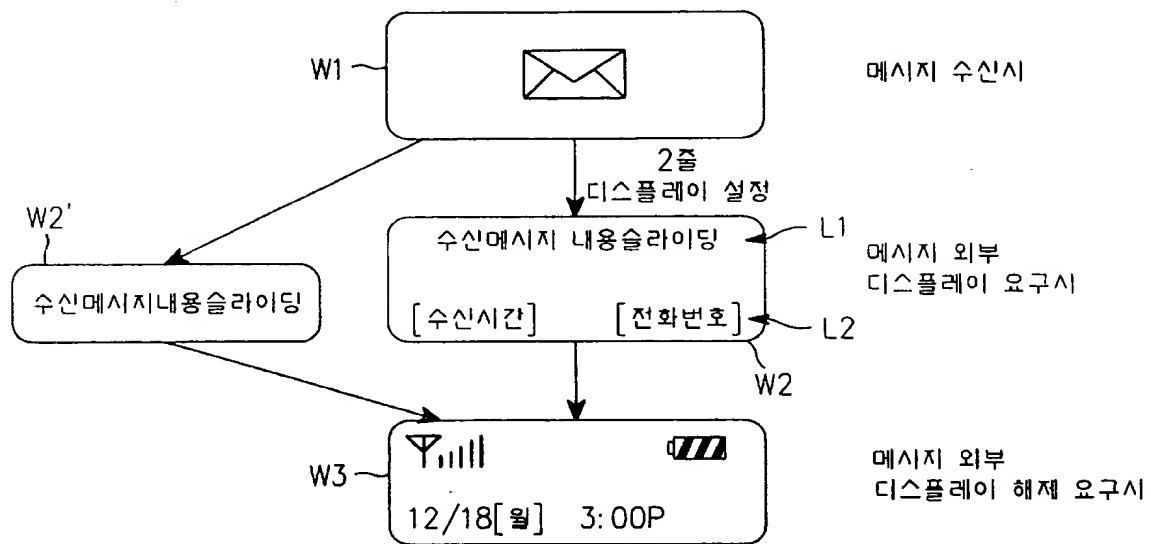 W1
메시지 수신시
2줄
디스플레이 설정
W2'
수신메시지내용슬라이딩
수신메시지 내용슬라이딩
L1
메시지 외부
디스플레이 요구시
[수신시간] [전화번호]
L2
W2
W3
12/18[월] 3:00P
메시지 외부
디스플레이 해제 요구시